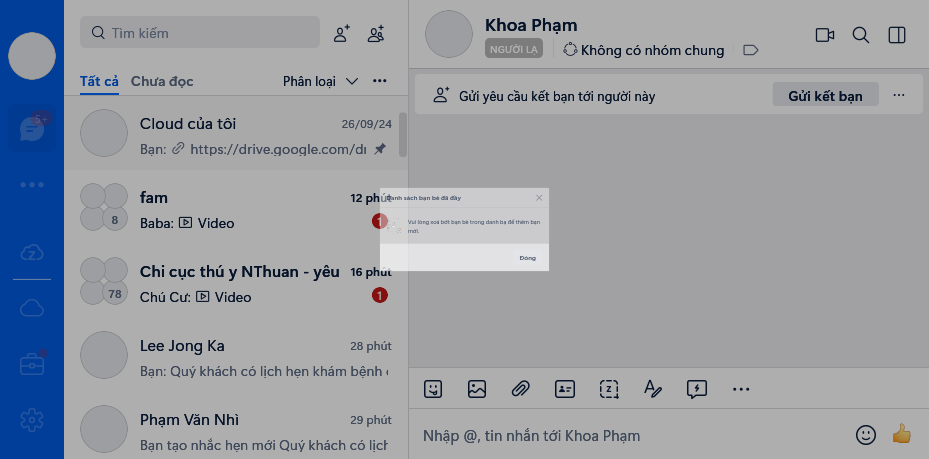 Tìm kiếm
Tất cả Chưa đọc Phân loại
5+
Cloud của tôi 26/09/24
Bạn: https://drive.google.com/dr
fam 12 phút
8
Baba: Video 1
Chi cục thú y NThuan - yêu 16 phút
78
Chú Cư: Video 1
Lee Jong Ka 28 phút
Bạn: Quý khách có lịch hẹn khám bệnh
Phạm Văn Nhì 29 phút
Bạn tạo nhắc hẹn mới Quý khách có lịch
Khoa Phạm
NGƯỜI LẠ Không có nhóm chung
Gửi yêu cầu kết bạn tới người này Gửi kết bạn
Danh sách bạn bè đã đầy
Vui lòng xoá bớt bạn bè trong danh bạ để thêm bạn
mới.
Đóng
Nhập @, tin nhắn tới Khoa Phạm